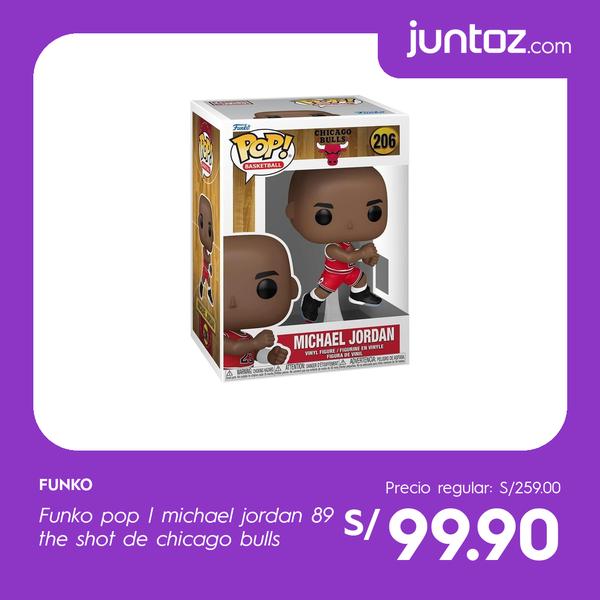 juntoz.com
Funko
POP!
BASKETBALL
CHICAGO
BULLS
206
MICHAEL JORDAN
VINYL FIGURE / FIGURINE EN VINYLE
FIGURA DE VINIL
FUNKO
Precio regular: S/259.00
Funko pop | michael jordan 89
the shot de chicago bulls
S/99.90